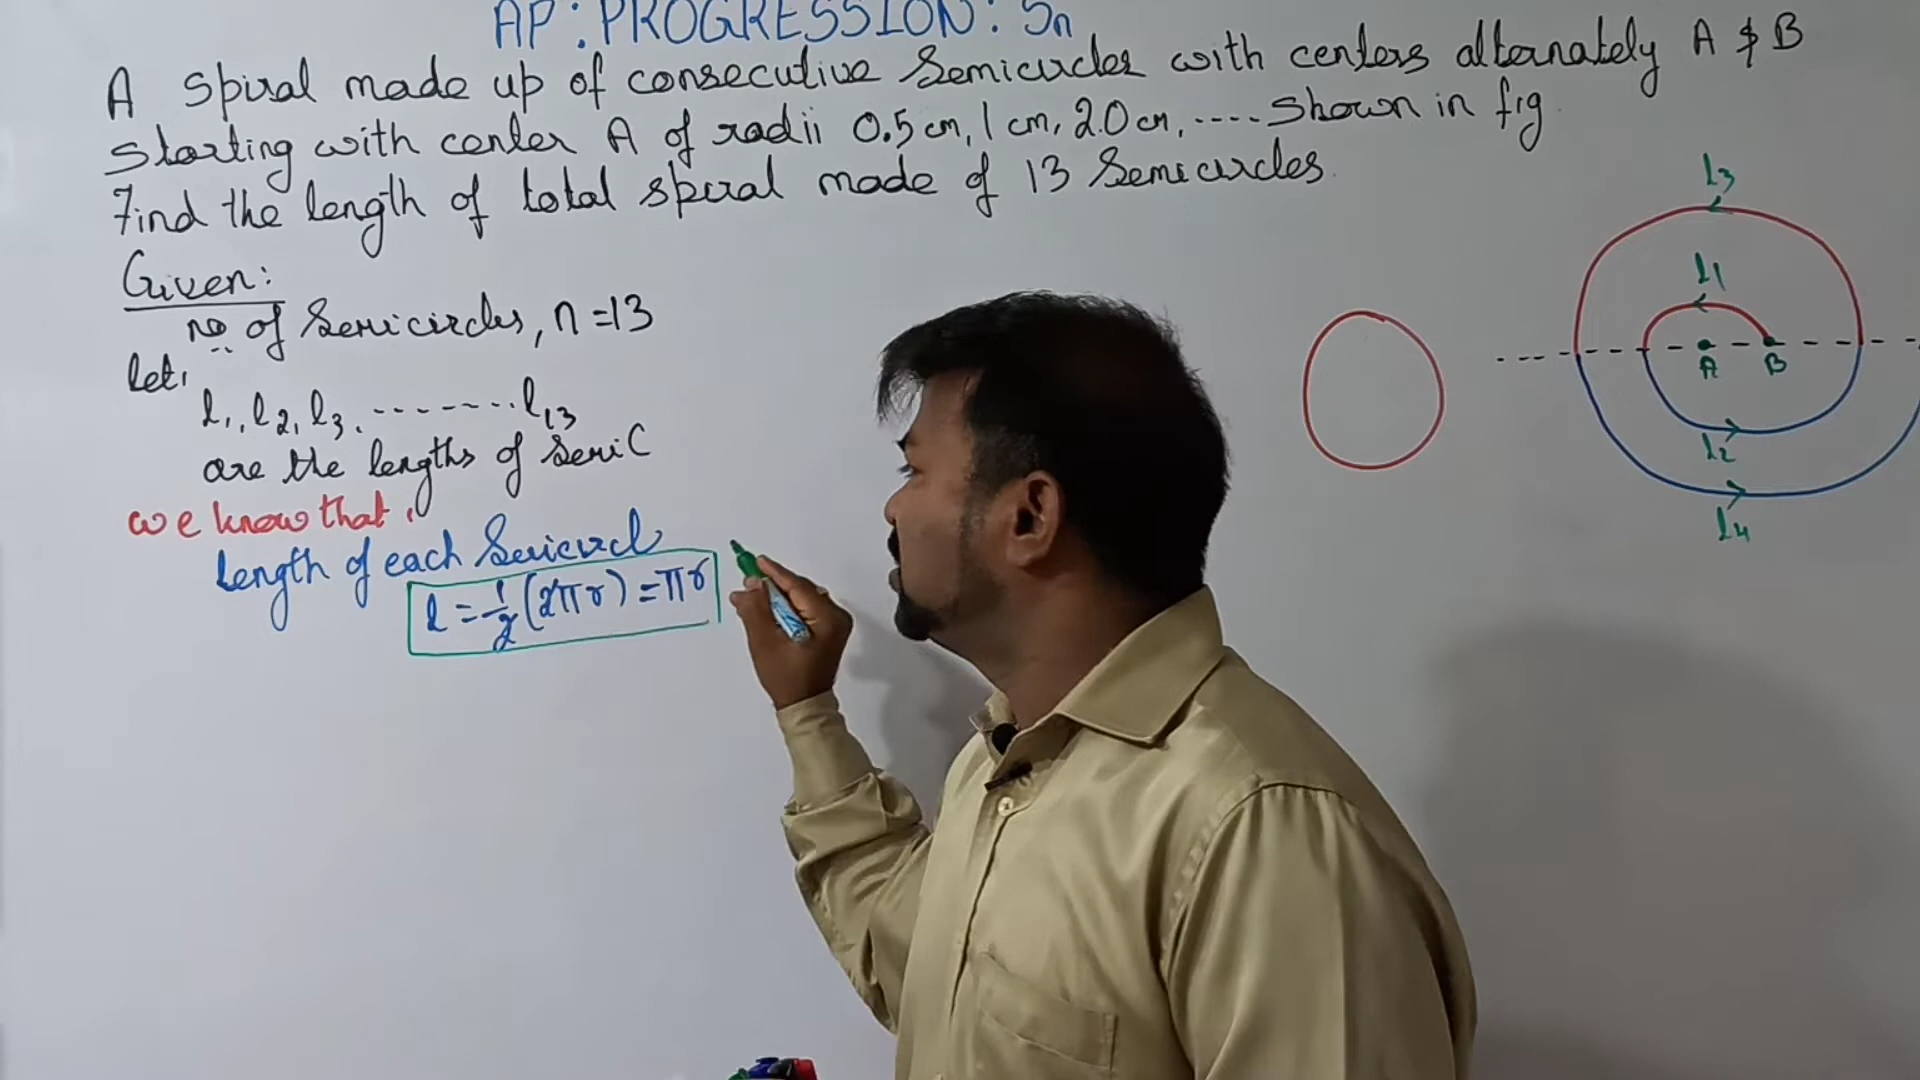 AP: PROGRESSION: Sn
A spiral made up of consecutive Semicircles with centers alternately A & B
starting with center A of radii 0.5 cm, 1 cm, 2.0 cm, ---- Shown in fig.
Find the length of total spiral made of 13 Semicircles.
Given:
no of Semicircles, n = 13
let,
l1, l2, l3, -------- l13
are the lengths of Semi C
we know that,
length of each Semicircl
l = 1/2 (2πr) = πr
l3
l1
A B
l2
l4